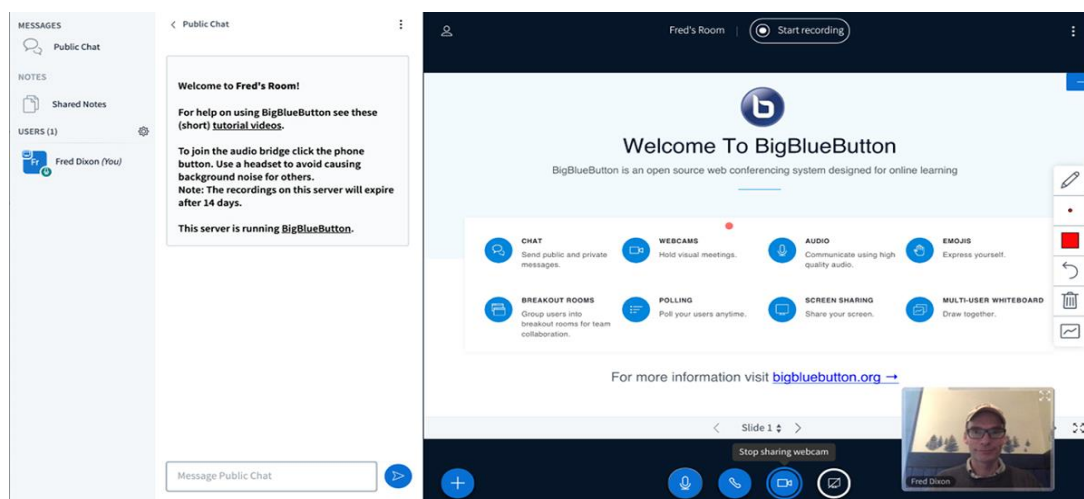 MESSAGES
Public Chat
NOTES
Shared Notes
USERS (1)
Fr
Fred Dixon (You)
Public Chat
Welcome to Fred's Room!
For help on using BigBlueButton see these
(short) tutorial videos.
To join the audio bridge click the phone
button. Use a headset to avoid causing
background noise for others.
Note: The recordings on this server will expire
after 14 days.
This server is running BigBlueButton.
Message Public Chat
Fred's Room
Start recording
b
Welcome To BigBlueButton
BigBlueButton is an open source web conferencing system designed for online learning
CHAT
Send public and private
messages.
WEBCAMS
Hold visual meetings.
AUDIO
Communicate using high
quality audio.
EMOJIS
Express yourself.
BREAKOUT ROOMS
Group users into
breakout rooms for team
collaboration.
POLLING
Poll your users anytime.
SCREEN SHARING
Share your screen.
MULTI-USER WHITEBOARD
Draw together.
For more information visit bigbluebutton.org →
Slide 1
Stop sharing webcam
Fred Dixon